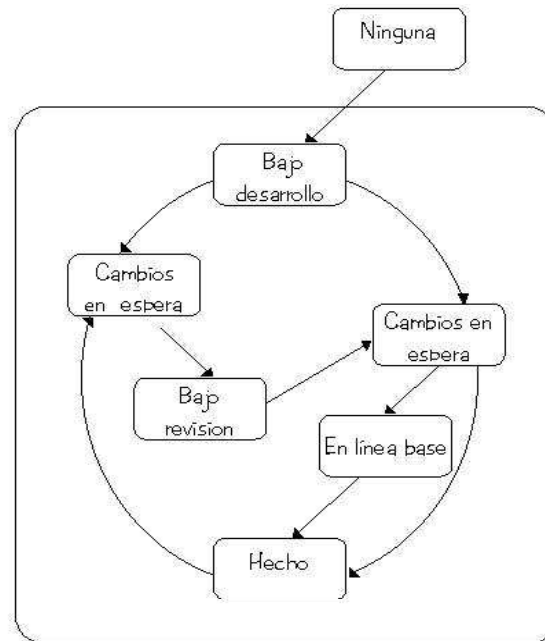 Ninguna
Bajo
desarrollo
Cambios
en espera
Cambios en
espera
Bajo
revision
En línea base
Hecho